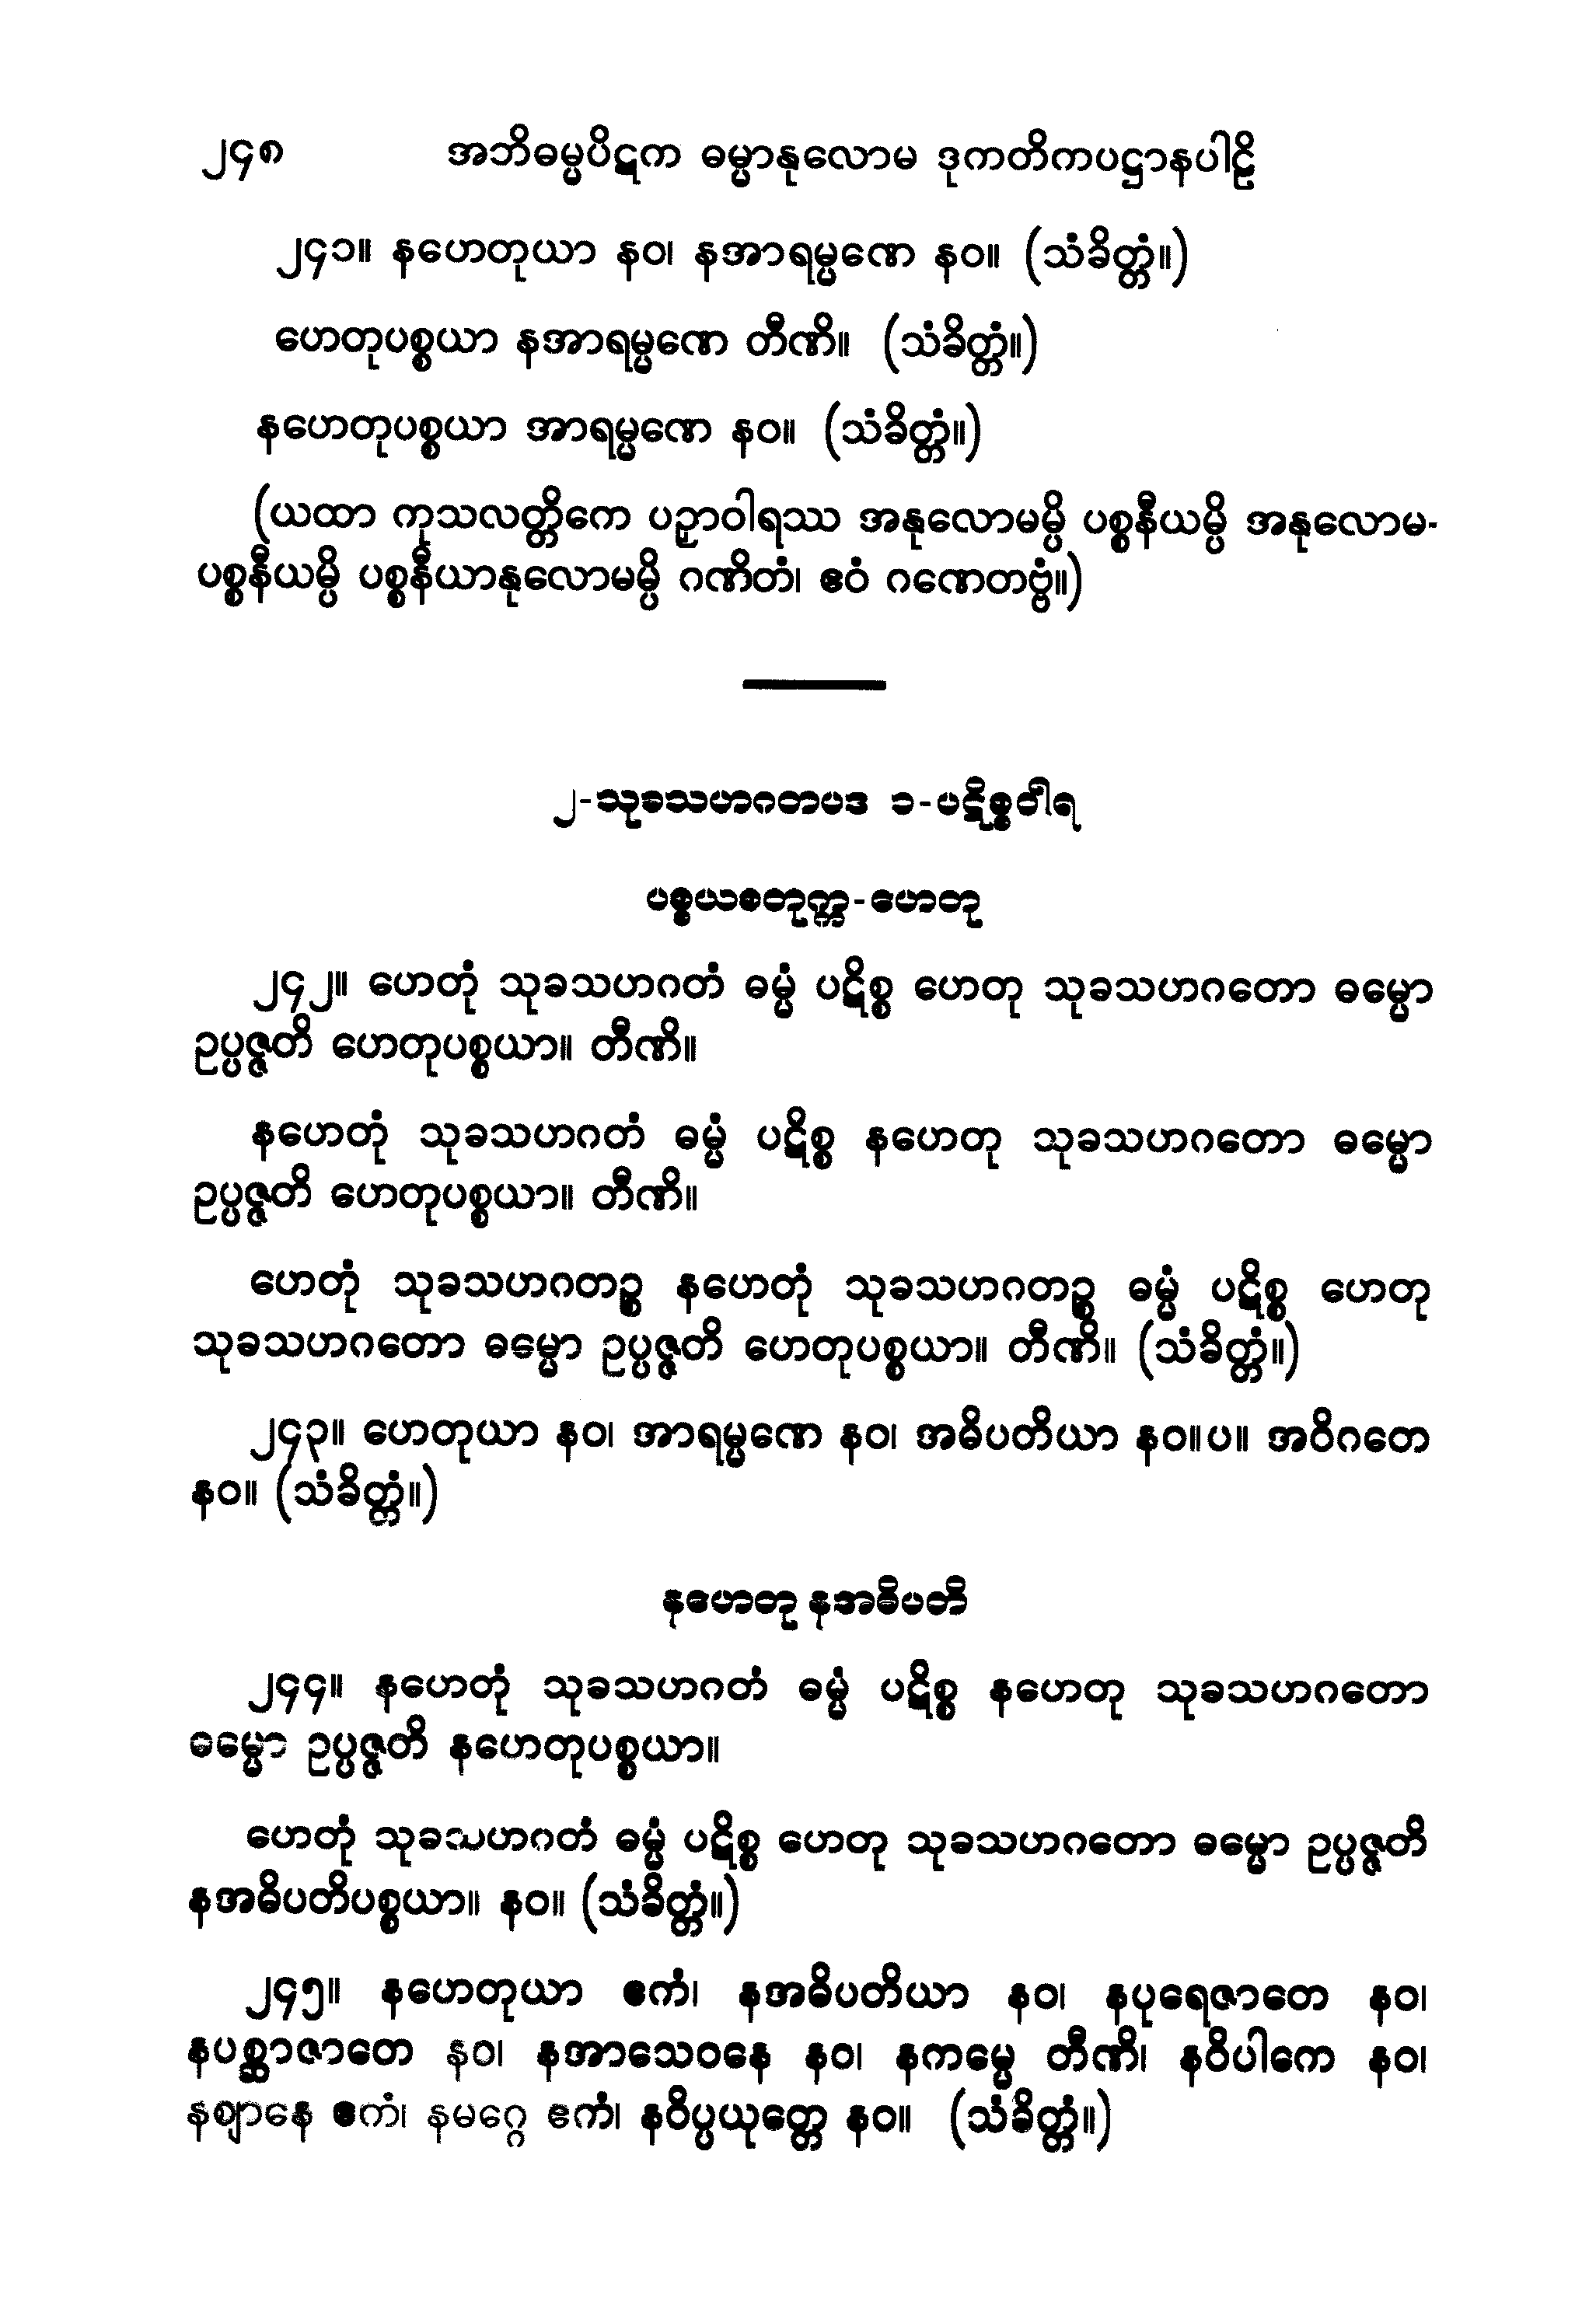 ၂၄၈ အဘိဓမ္မပိဋက ဓမ္မာနုလောမ ဒုကတိကပဋ္ဌာနပါဠိ
၂၄၁။ နဟေတုယာ နဝ၊ နအာရမ္မဏေ နဝ။ (သံခိတ္တံ။)
ဟေတုပစ္စယာ နအာရမ္မဏေ တီဏိ။ (သံခိတ္တံ။)
နဟေတုပစ္စယာ အာရမ္မဏေ နဝ။ (သံခိတ္တံ။)
(ယထာ ကုသလတ္တိကေ ပဉှာဝါရဿ အနုလောမမ္ပိ ပစ္စနီယမ္ပိ အနုလောမ-
ပစ္စနီယမ္ပိ ပစ္စနီယာနုလောမမ္ပိ ဂဏိတံ၊ ဧဝံ ဂဏေတဗ္ဗံ။)
၂-သုခသဟဂတပဒ ၁-ပဋိစ္စဝါရ
ပစ္စယစတုက္က-ဟေတု
၂၄၂။ ဟေတုံ သုခသဟဂတံ ဓမ္မံ ပဋိစ္စ ဟေတု သုခသဟဂတော ဓမ္မော
ဥပ္ပဇ္ဇတိ ဟေတုပစ္စယာ။ တီဏိ။
နဟေတုံ သုခသဟဂတံ ဓမ္မံ ပဋိစ္စ နဟေတု သုခသဟဂတော ဓမ္မော
ဥပ္ပဇ္ဇတိ ဟေတုပစ္စယာ။ တီဏိ။
ဟေတုံ သုခသဟဂတဉ္စ နဟေတုံ သုခသဟဂတဉ္စ ဓမ္မံ ပဋိစ္စ ဟေတု
သုခသဟဂတော ဓမ္မော ဥပ္ပဇ္ဇတိ ဟေတုပစ္စယာ။ တီဏိ။ (သံခိတ္တံ။)
၂၄၃။ ဟေတုယာ နဝ၊ အာရမ္မဏေ နဝ၊ အဓိပတိယာ နဝ။ပ။ အဝိဂတေ
နဝ။ (သံခိတ္တံ။)
နဟေတု နအဓိပတိ
၂၄၄။ နဟေတုံ သုခသဟဂတံ ဓမ္မံ ပဋိစ္စ နဟေတု သုခသဟဂတော
ဓမ္မော ဥပ္ပဇ္ဇတိ နဟေတုပစ္စယာ။
ဟေတုံ သုခသဟဂတံ ဓမ္မံ ပဋိစ္စ ဟေတု သုခသဟဂတော ဓမ္မော ဥပ္ပဇ္ဇတိ
နအဓိပတိပစ္စယာ။ နဝ။ (သံခိတ္တံ။)
၂၄၅။ နဟေတုယာ ဧကံ၊ နအဓိပတိယာ နဝ၊ နပုရေဇာတေ နဝ၊
နပစ္ဆာဇာတေ နဝ၊ နအာသေဝနေ နဝ၊ နကမ္မေ တီဏိ၊ နဝိပါကေ နဝ၊
နဈာနေ ဧကံ၊ နမဂ္ဂေ ဧကံ၊ နဝိပ္ပယုတ္တေ နဝ။ (သံခိတ္တံ။)